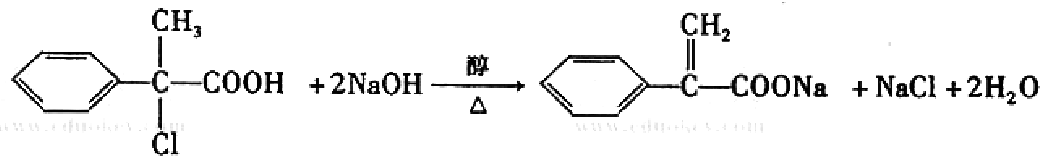 CH₃ CH₂
醇
C—COOH +2NaOH → C—COONa +NaCl+2H₂O
△
Cl